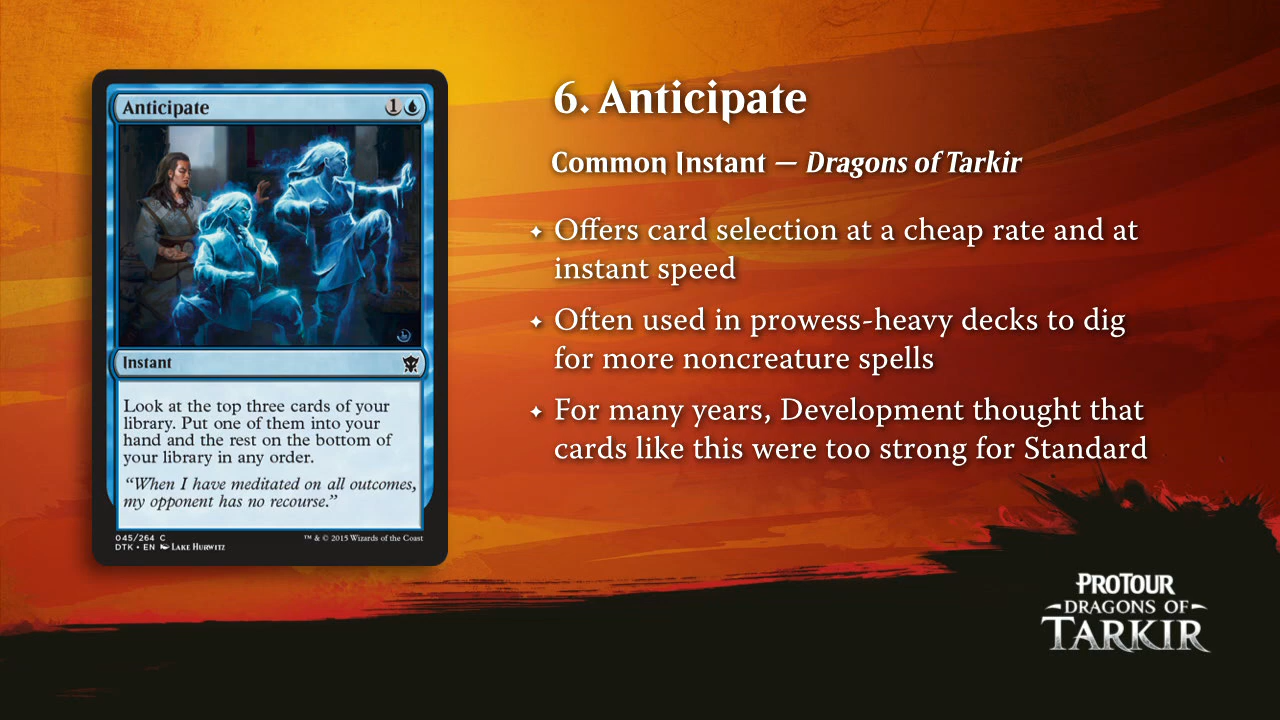 Anticipate
1
Instant
Look at the top three cards of your
library. Put one of them into your
hand and the rest on the bottom of
your library in any order.
“When I have meditated on all outcomes,
my opponent has no recourse.”
045/264 C
DTK • EN LAKE HURWITZ
™ & © 2015 Wizards of the Coast
6. Anticipate
Common Instant — Dragons of Tarkir
Offers card selection at a cheap rate and at
instant speed
Often used in prowess-heavy decks to dig
for more noncreature spells
For many years, Development thought that
cards like this were too strong for Standard
PROTOUR
DRAGONS OF
TARKIR